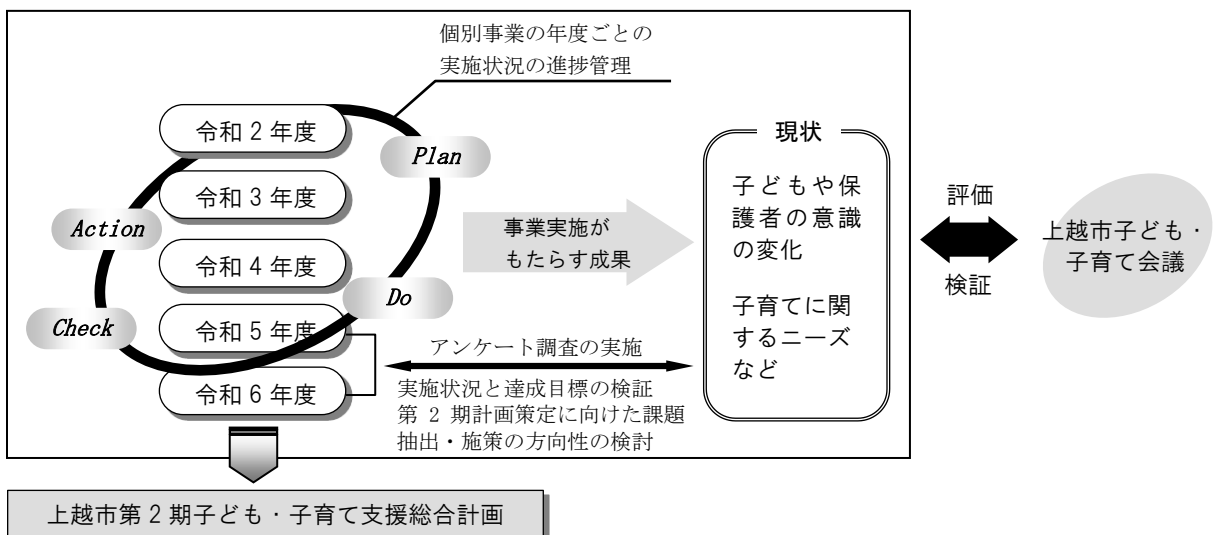 個別事業の年度ごとの
実施状況の進捗管理
令和2年度
令和3年度
令和4年度
令和5年度
令和6年度
Plan
Do
Check
Action
事業実施が
もたらす成果
現状
子どもや保
護者の意識
の変化
子育てに関
するニーズ
など
評価
検証
上越市子ども・
子育て会議
アンケート調査の実施
実施状況と達成目標の検証
第 2 期計画策定に向けた課題
抽出・施策の方向性の検討
上越市第2期子ども・子育て支援総合計画